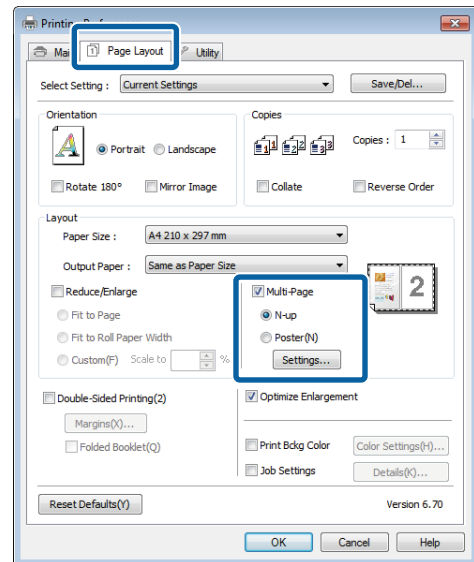 Printing
Mai Page Layout Utility
Select Setting : Current Settings Save/Del...
Orientation
Portrait Landscape
Rotate 180° Mirror Image
Copies
Copies : 1
Collate Reverse Order
Layout
Paper Size : A4 210 x 297 mm
Output Paper : Same as Paper Size
Reduce/Enlarge
Fit to Page
Fit to Roll Paper Width
Custom(F) Scale to %
Multi-Page
N-up
Poster(N)
Settings...
2
Double-Sided Printing(2)
Margins(X)...
Folded Booklet(Q)
Optimize Enlargement
Print Bckg Color Color Settings(H)...
Job Settings Details(K)...
Reset Defaults(Y) Version 6.70
OK Cancel Help